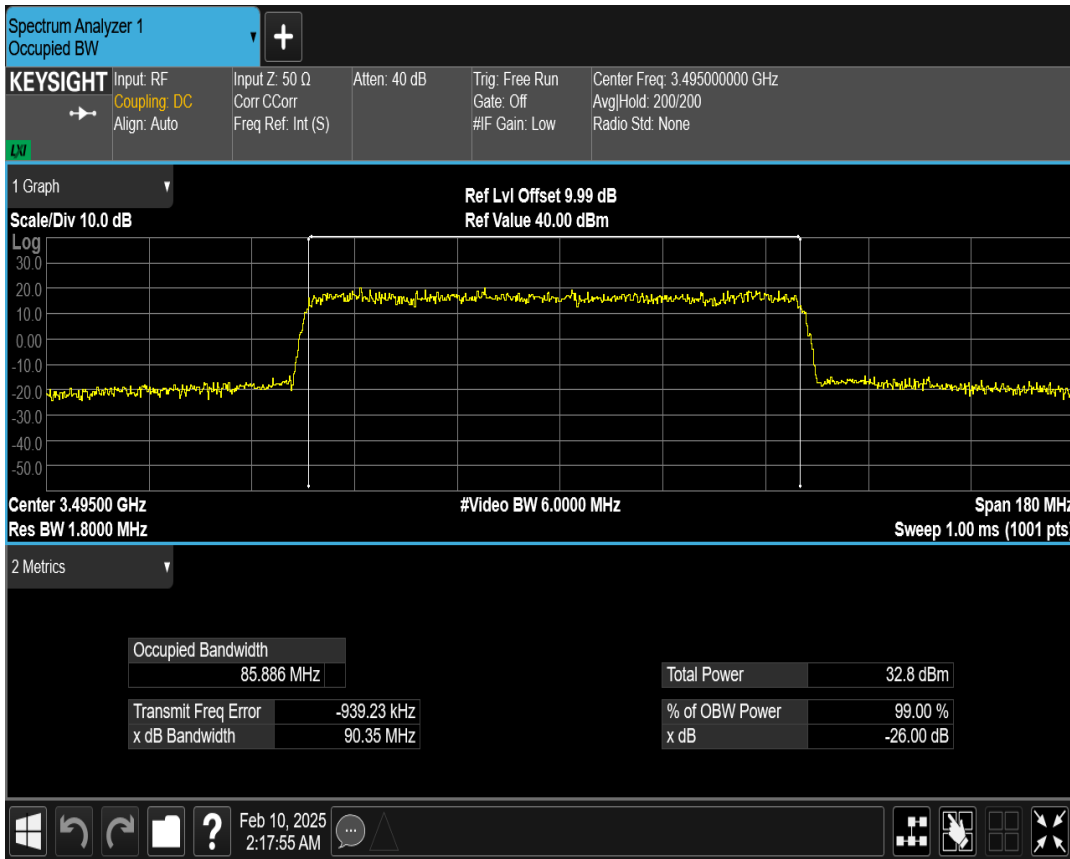 Spectrum Analyzer 1
Occupied BW
KEYSIGHT
LXI
Input: RF
Coupling: DC
Align: Auto
Input Z: 50 Ω
Corr CCorr
Freq Ref: Int (S)
Atten: 40 dB
Trig: Free Run
Gate: Off
#IF Gain: Low
Center Freq: 3.495000000 GHz
Avg|Hold: 200/200
Radio Std: None
1 Graph
Scale/Div 10.0 dB
Ref Lvl Offset 9.99 dB
Ref Value 40.00 dBm
Log
30.0
20.0
10.0
0.00
-10.0
-20.0
-30.0
-40.0
-50.0
Center 3.49500 GHz
#Video BW 6.0000 MHz
Span 180 MHz
Res BW 1.8000 MHz
Sweep 1.00 ms (1001 pts)
2 Metrics
Occupied Bandwidth
85.886 MHz
Total Power 32.8 dBm
Transmit Freq Error -939.23 kHz
% of OBW Power 99.00 %
x dB Bandwidth 90.35 MHz
x dB -26.00 dB
Feb 10, 2025
2:17:55 AM